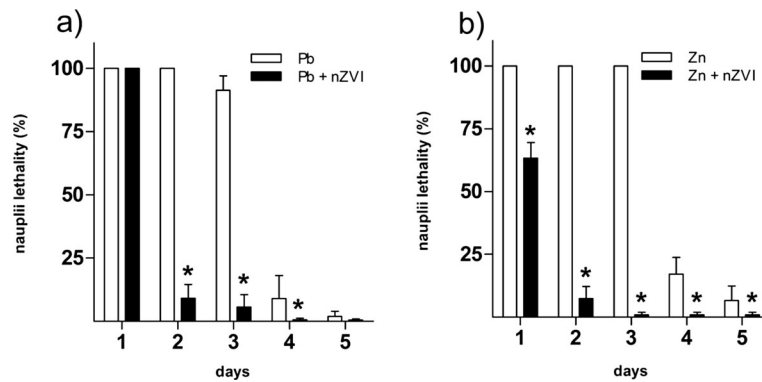 a)
Pb
Pb + nZVI
nauplii lethality (%)
100
75
50
25
*
*
*
1 2 3 4 5
days
b)
Zn
Zn + nZVI
nauplii lethality (%)
100
75
50
25
*
*
*
*
*
1 2 3 4 5
days